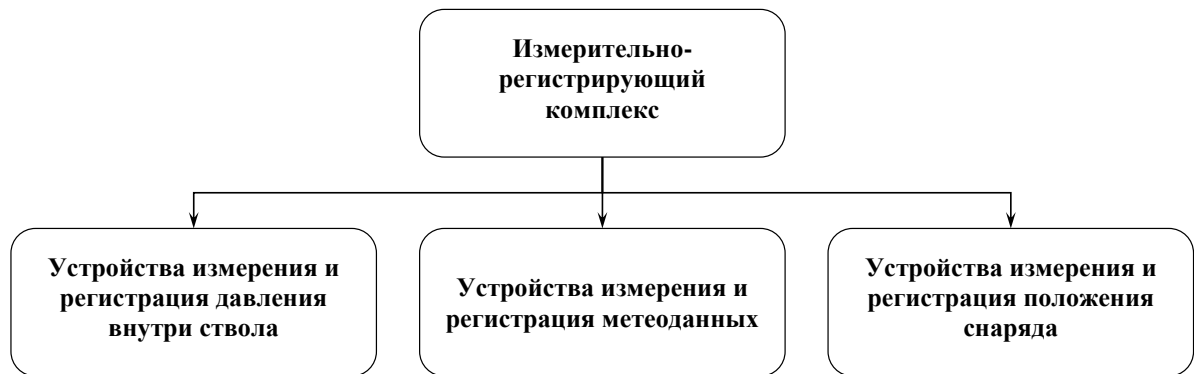 Измерительно-
регистрирующий
комплекс
Устройства измерения и
регистрация давления
внутри ствола
Устройства измерения и
регистрация метеоданных
Устройства измерения и
регистрация положения
снаряда